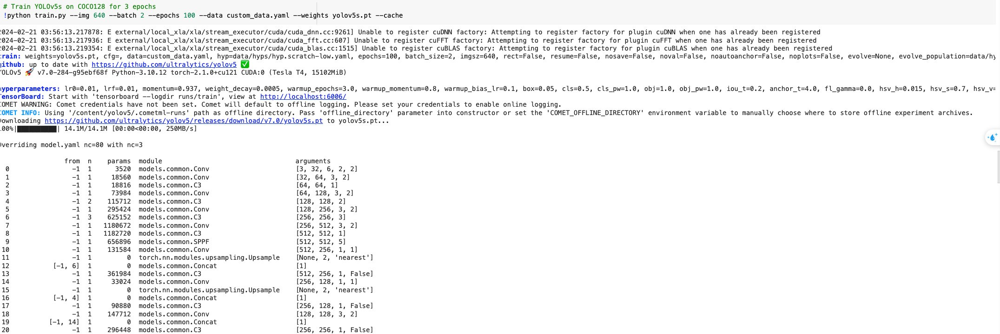 # Train YOLOv5s on COCO128 for 3 epochs
!python train.py --img 640 --batch 2 --epochs 100 --data custom_data.yaml --weights yolov5s.pt --cache
024-02-21 03:56:13.217878: E external/local_xla/xla/stream_executor/cuda/cuda_dnn.cc:9261] Unable to register cuDNN factory: Attempting to register factory for plugin cuDNN when one has already been registered
024-02-21 03:56:13.217936: E external/local_xla/xla/stream_executor/cuda/cuda_fft.cc:607] Unable to register cuFFT factory: Attempting to register factory for plugin cuFFT when one has already been registered
024-02-21 03:56:13.219354: E external/local_xla/xla/stream_executor/cuda/cuda_blas.cc:1515] Unable to register cuBLAS factory: Attempting to register factory for plugin cuBLAS when one has already been registered
rain: weights=yolov5s.pt, cfg=, data=custom_data.yaml, hyp=data/hyps/hyp.scratch-low.yaml, epochs=100, batch_size=2, imgsz=640, rect=False, resume=False, nosave=False, noval=False, noautoanchor=False, noplots=False, evolve=None, evolve_population=data/hy
ithub: up to date with https://github.com/ultralytics/yolov5 ✅
OLOv5 🚀 v7.0-284-g95ebf68f Python-3.10.12 torch-2.1.0+cu121 CUDA:0 (Tesla T4, 15102MiB)
yperparameters: lr0=0.01, lrf=0.01, momentum=0.937, weight_decay=0.0005, warmup_epochs=3.0, warmup_momentum=0.8, warmup_bias_lr=0.1, box=0.05, cls=0.5, cls_pw=1.0, obj=1.0, obj_pw=1.0, iou_t=0.2, anchor_t=4.0, fl_gamma=0.0, hsv_h=0.015, hsv_s=0.7, hsv_v=
ensorBoard: Start with 'tensorboard --logdir runs/train', view at http://localhost:6006/
OMET WARNING: Comet credentials have not been set. Comet will default to offline logging. Please set your credentials to enable online logging.
OMET INFO: Using '/content/yolov5/.cometml-runs' path as offline directory. Pass 'offline_directory' parameter into constructor or set the 'COMET_OFFLINE_DIRECTORY' environment variable to manually choose where to store offline experiment archives.
ownloading https://github.com/ultralytics/yolov5/releases/download/v7.0/yolov5s.pt to yolov5s.pt...
00%|██████████| 14.1M/14.1M [00:00<00:00, 250MB/s]
verriding model.yaml nc=80 with nc=3
from n params module arguments
0 -1 1 3520 models.common.Conv [3, 32, 6, 2, 2]
1 -1 1 18560 models.common.Conv [32, 64, 3, 2]
2 -1 1 18816 models.common.C3 [64, 64, 1]
3 -1 1 73984 models.common.Conv [64, 128, 3, 2]
4 -1 2 115712 models.common.C3 [128, 128, 2]
5 -1 1 295424 models.common.Conv [128, 256, 3, 2]
6 -1 3 625152 models.common.C3 [256, 256, 3]
7 -1 1 1180672 models.common.Conv [256, 512, 3, 2]
8 -1 1 1182720 models.common.C3 [512, 512, 1]
9 -1 1 656896 models.common.SPPF [512, 512, 5]
10 -1 1 131584 models.common.Conv [512, 256, 1, 1]
11 -1 1 0 torch.nn.modules.upsampling.Upsample [None, 2, 'nearest']
12 [-1, 6] 1 0 models.common.Concat [1]
13 -1 1 361984 models.common.C3 [512, 256, 1, False]
14 -1 1 33024 models.common.Conv [256, 128, 1, 1]
15 -1 1 0 torch.nn.modules.upsampling.Upsample [None, 2, 'nearest']
16 [-1, 4] 1 0 models.common.Concat [1]
17 -1 1 90880 models.common.C3 [256, 128, 1, False]
18 -1 1 147712 models.common.Conv [128, 128, 3, 2]
19 [-1, 14] 1 0 models.common.Concat [1]
20 -1 1 296448 models.common.C3 [256, 256, 1, False]